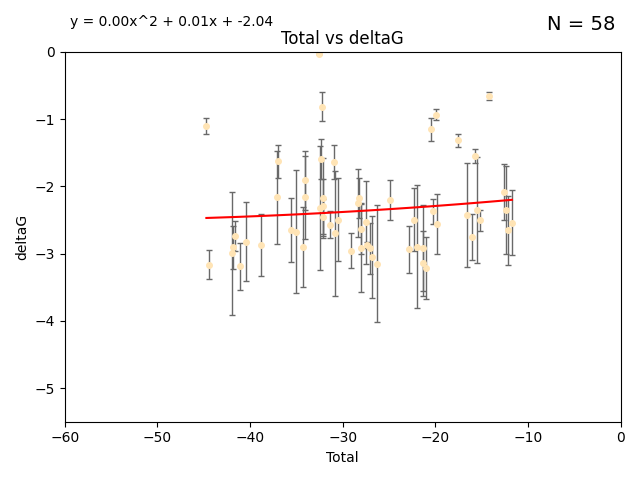 y = 0.00x^2 + 0.01x + -2.04
N = 58
Total vs deltaG
0
−1
−2
−3
−4
−5
deltaG
−60 −50 −40 −30 −20 −10 0
Total